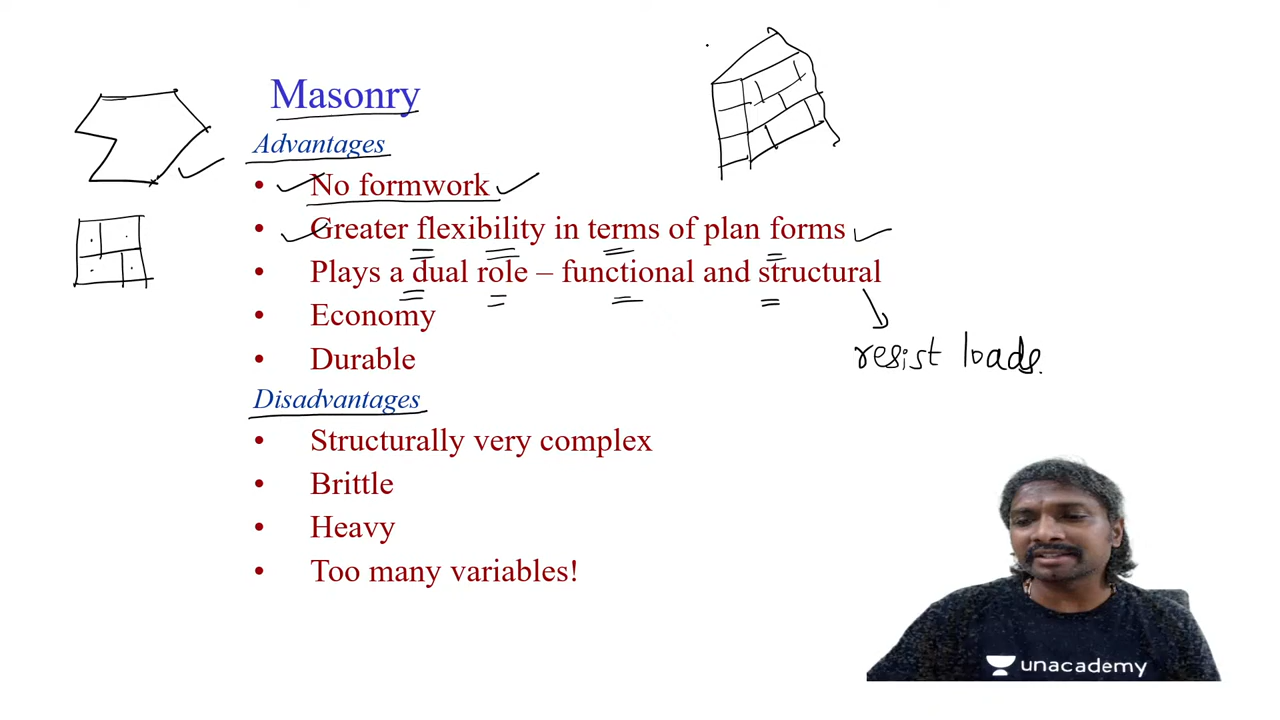 Masonry
Advantages
• No formwork
• Greater flexibility in terms of plan forms
• Plays a dual role – functional and structural
resist loads.
• Economy
• Durable
Disadvantages
• Structurally very complex
• Brittle
• Heavy
• Too many variables!
unacademy